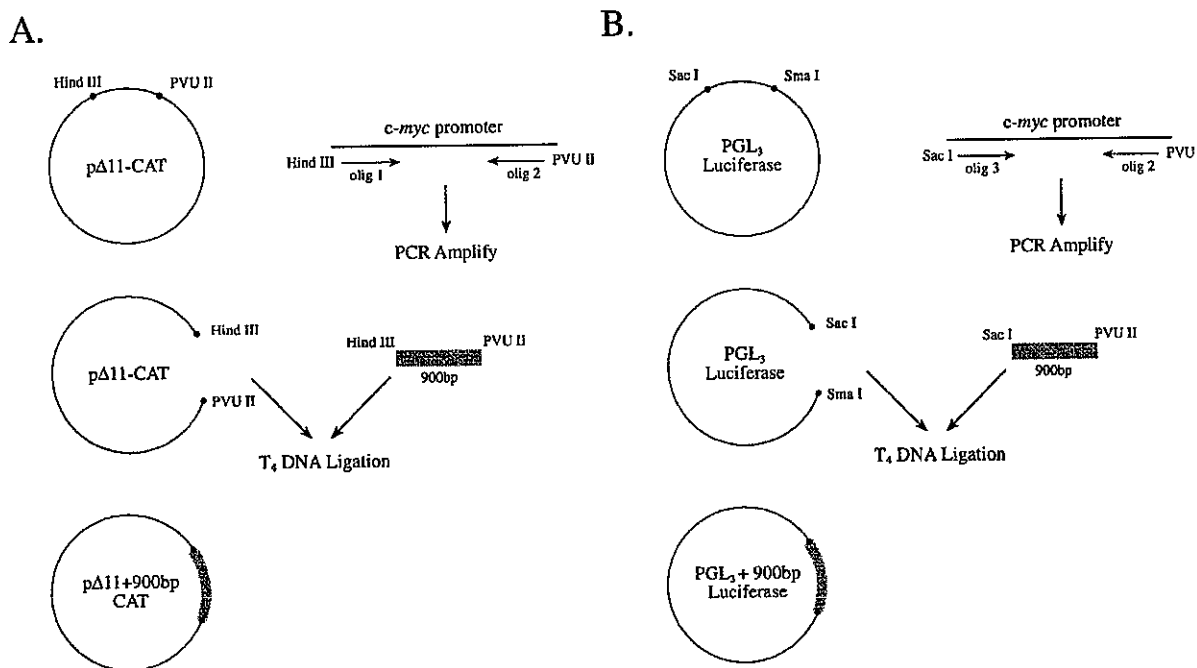 A.
Hind III
PVU II
pΔ11-CAT
c-myc promoter
Hind III
PVU II
olig 1
olig 2
PCR Amplify
Hind III
pΔ11-CAT
PVU II
Hind III
PVU II
900bp
T₄ DNA Ligation
pΔ11+900bp
CAT
B.
Sac I
Sma I
PGL₃
Luciferase
c-myc promoter
Sac I
PVU
olig 3
olig 2
PCR Amplify
Sac I
PGL₃
Luciferase
Sma I
Sac I
PVU II
900bp
T₄ DNA Ligation
PGL₃ + 900bp
Luciferase